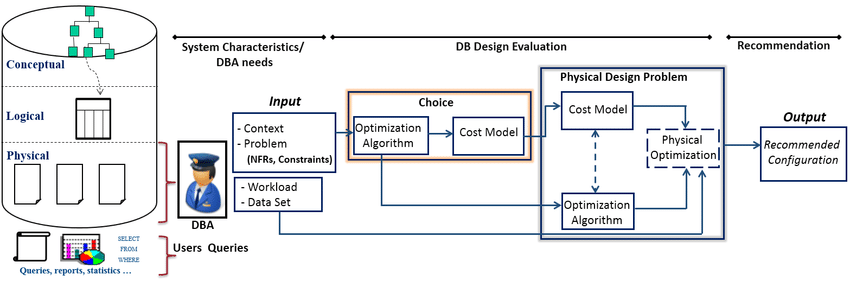 System Characteristics/
DBA needs
DB Design Evaluation
Recommendation
Conceptual
Logical
Physical
DBA
SELECT
FROM
WHERE
Queries, reports, statistics ...
Users Queries
Input
- Context
- Problem
(NFRs, Constraints)
- Workload
- Data Set
Choice
Optimization
Algorithm
Cost Model
Physical Design Problem
Cost Model
Physical
Optimization
Optimization
Algorithm
Output
Recommended
Configuration